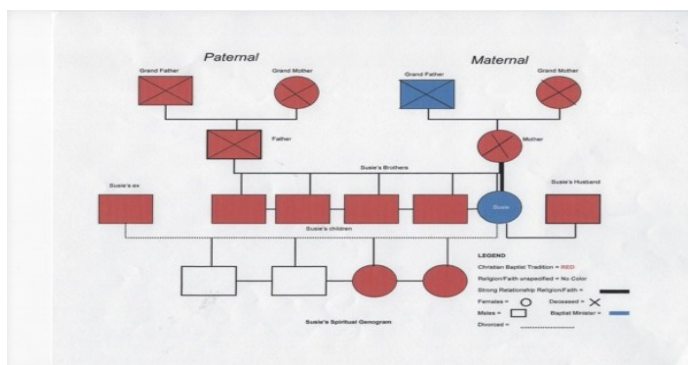 Paternal
Maternal
Grand Father
Grand Mother
Grand Father
Grand Mother
Father
Mother
Susie's Brothers
Susie's ex
Susie
Susie's Husband
Susie's children
LEGEND
Christian Baptist Tradition = RED
Religion/Faith unspecified = No Color
Strong Relationship Religion/Faith =
Females =
Deceased =
Males =
Baptist Minister =
Divorced =
Susie's Spiritual Genogram